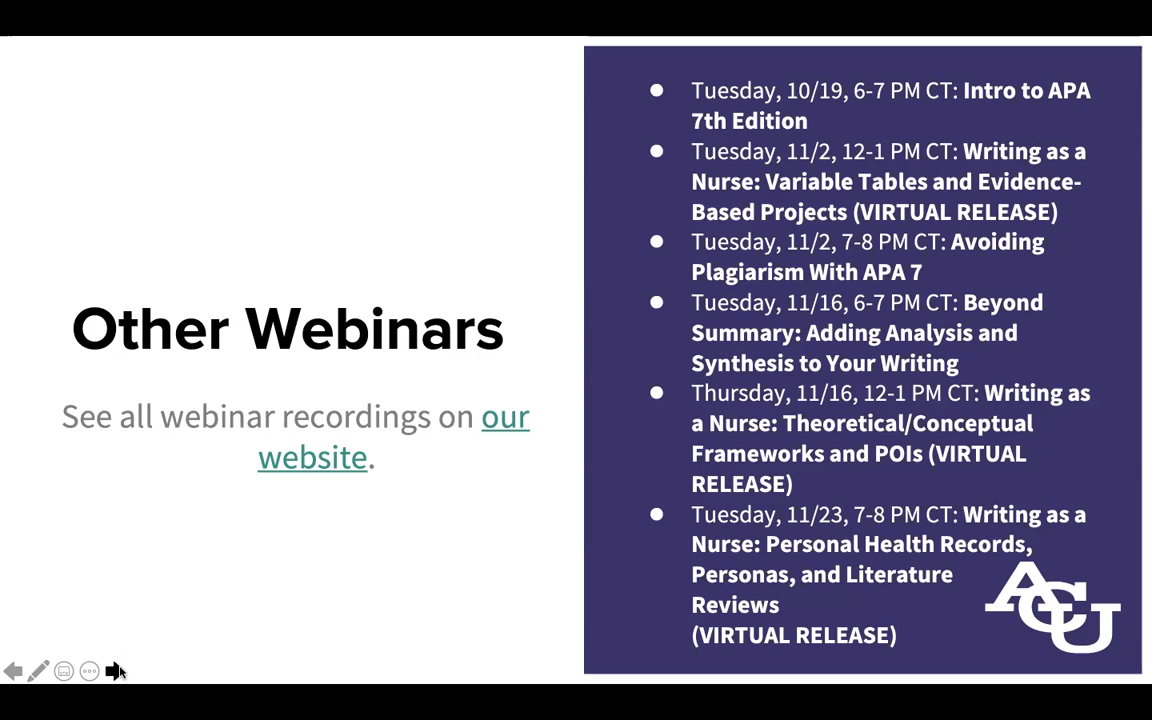 Other Webinars
See all webinar recordings on our
website.
Tuesday, 10/19, 6-7 PM CT: Intro to APA
7th Edition
Tuesday, 11/2, 12-1 PM CT: Writing as a
Nurse: Variable Tables and Evidence-
Based Projects (VIRTUAL RELEASE)
Tuesday, 11/2, 7-8 PM CT: Avoiding
Plagiarism With APA 7
Tuesday, 11/16, 6-7 PM CT: Beyond
Summary: Adding Analysis and
Synthesis to Your Writing
Thursday, 11/16, 12-1 PM CT: Writing as
a Nurse: Theoretical/Conceptual
Frameworks and POIs (VIRTUAL
RELEASE)
Tuesday, 11/23, 7-8 PM CT: Writing as a
Nurse: Personal Health Records,
Personas, and Literature
Reviews
(VIRTUAL RELEASE)
ACU